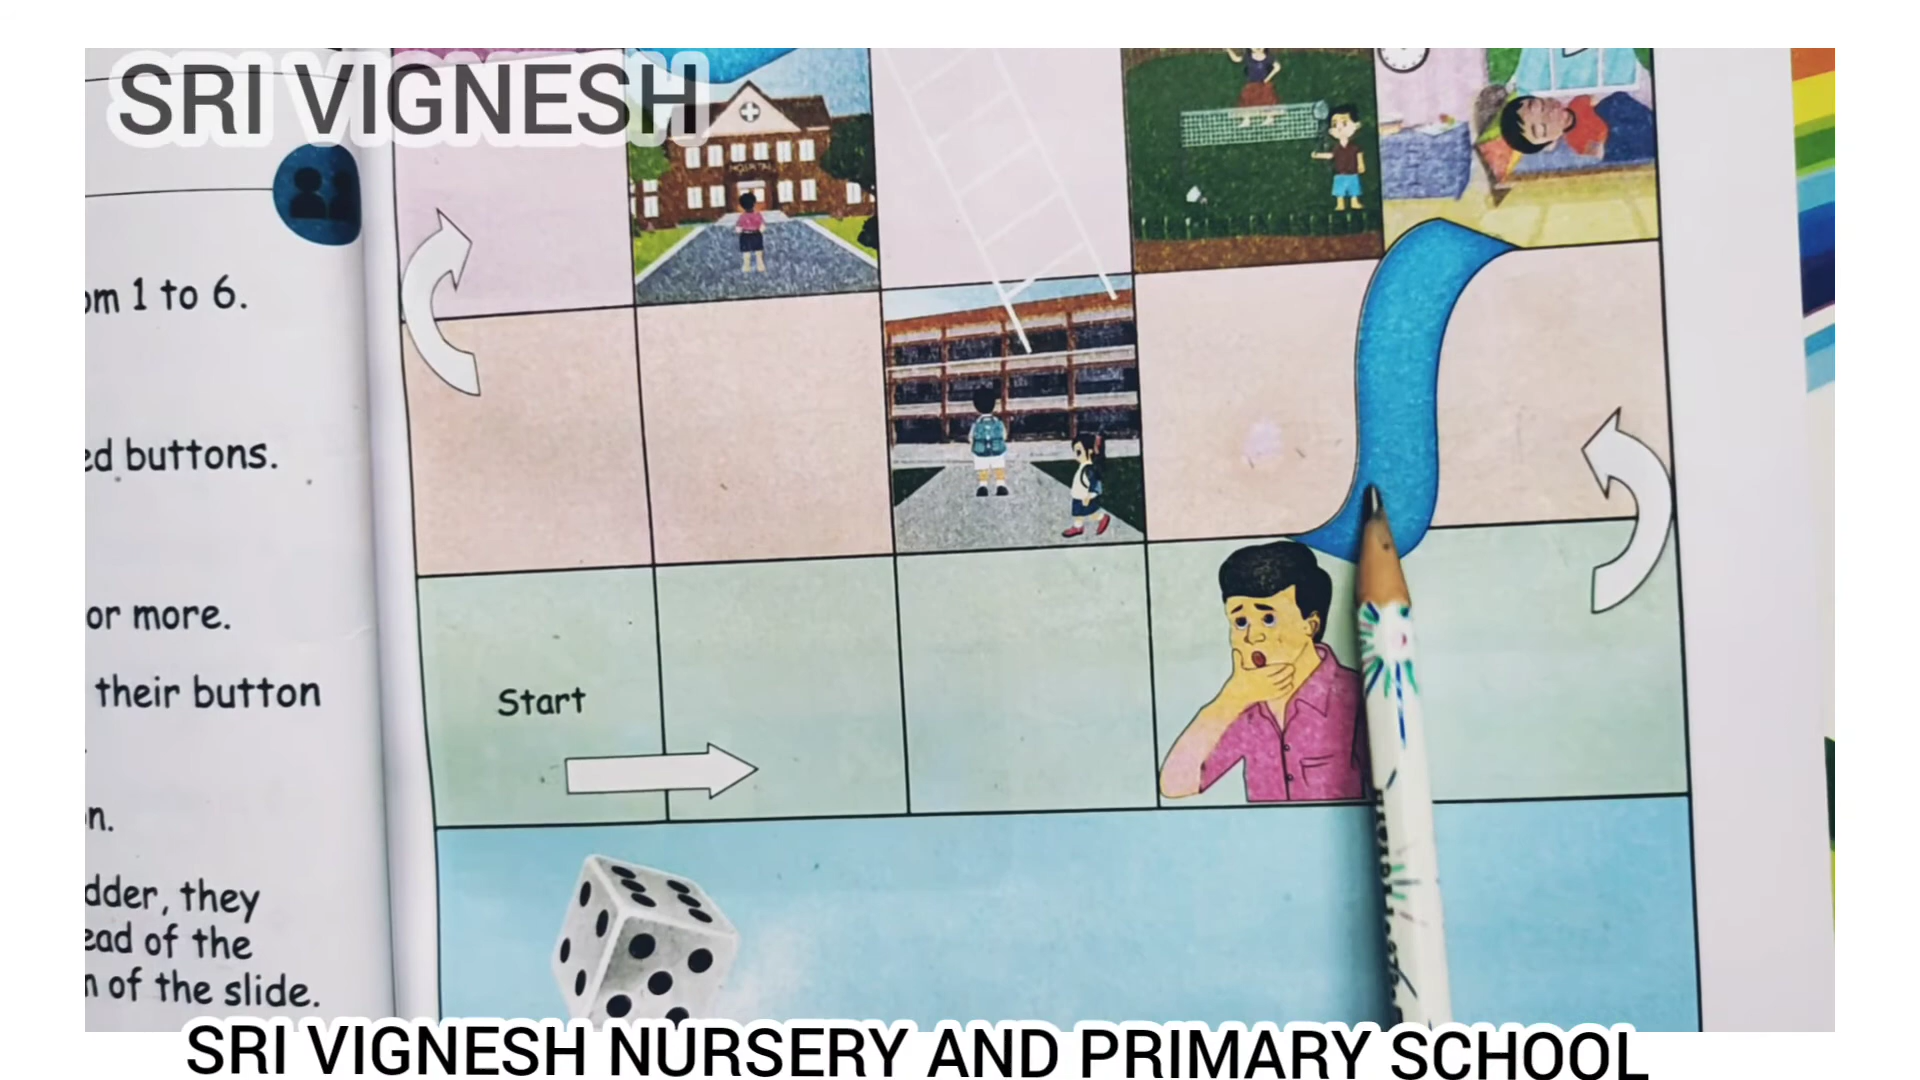 SRI VIGNESH
HOSPITAL
om 1 to 6.
ed buttons.
or more.
their button
n.
dder, they
ead of the
n of the slide.
Start
SRI VIGNESH NURSERY AND PRIMARY SCHOOL